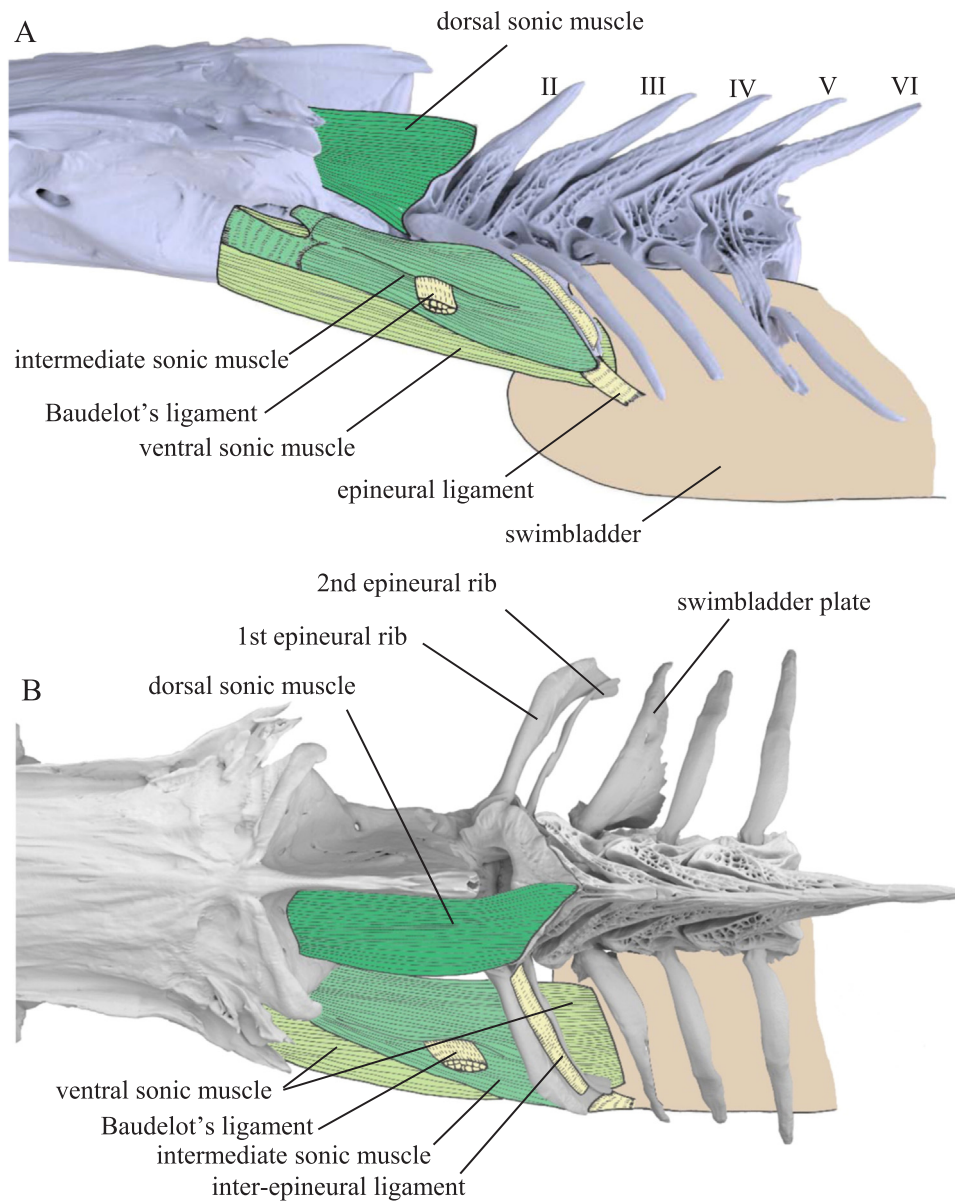 A
dorsal sonic muscle
II
III
IV
V
VI
intermediate sonic muscle
Baudelot’s ligament
ventral sonic muscle
epineural ligament
swimbladder
2nd epineural rib
swimbladder plate
1st epineural rib
B
dorsal sonic muscle
ventral sonic muscle
Baudelot’s ligament
intermediate sonic muscle
inter-epineural ligament